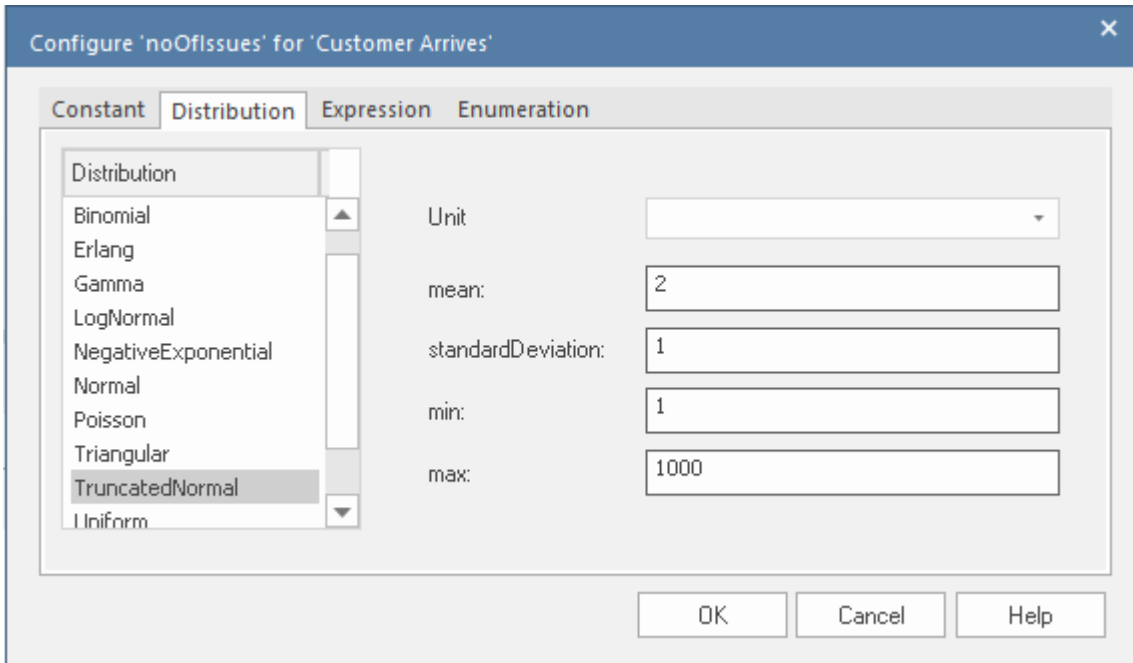 Configure 'noOfIssues' for 'Customer Arrives'
Constant Distribution Expression Enumeration
Distribution
Binomial
Erlang
Gamma
LogNormal
NegativeExponential
Normal
Poisson
Triangular
TruncatedNormal
Uniform
Unit
mean: 2
standardDeviation: 1
min: 1
max: 1000
OK Cancel Help